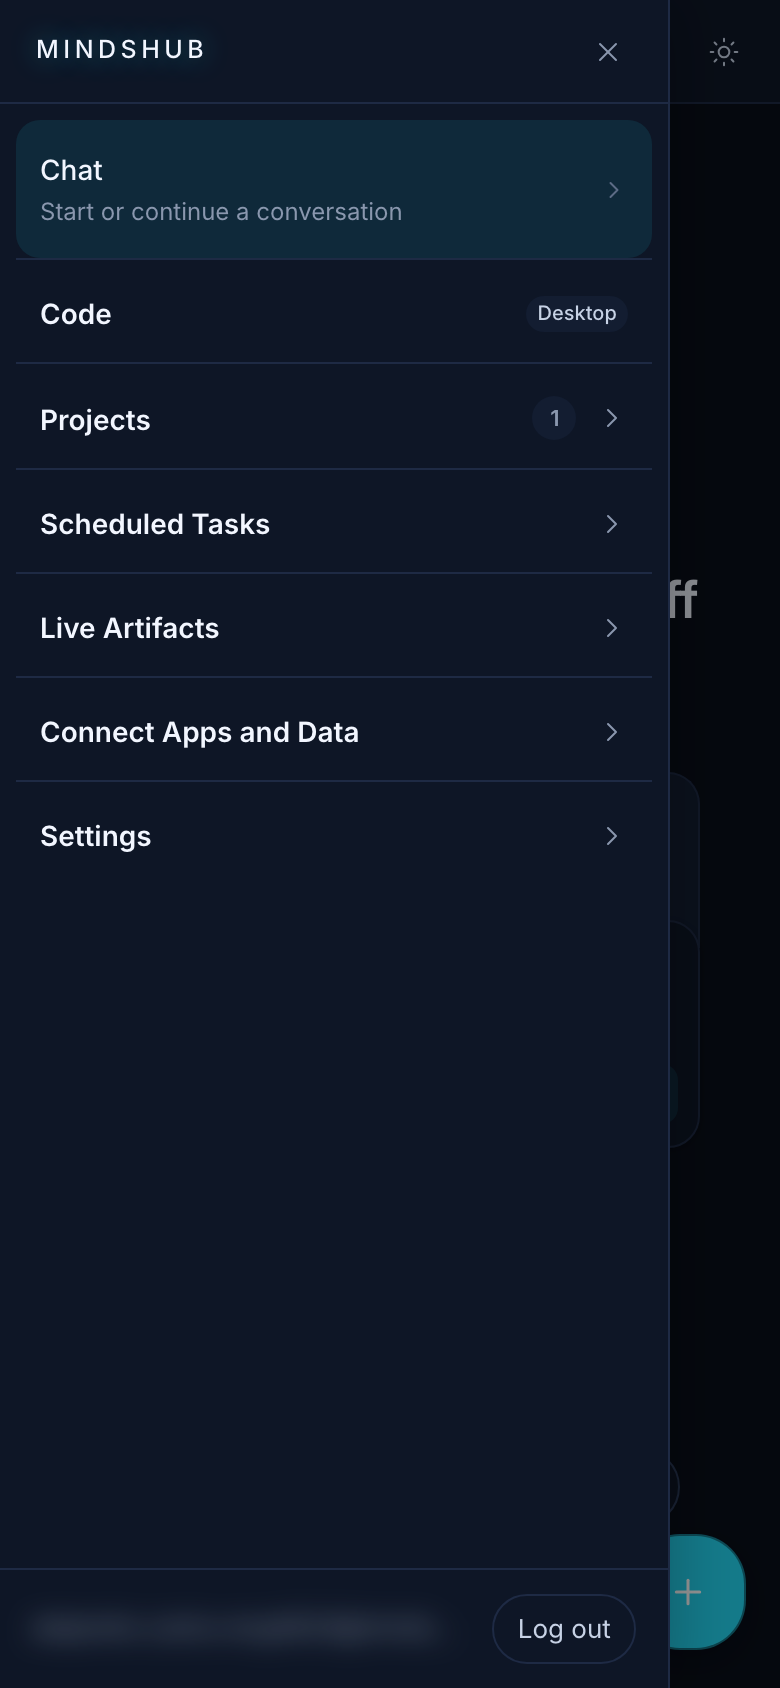 MINDSHUB
Chat
Start or continue a conversation
Code
Desktop
Projects
1
Scheduled Tasks
ff
Live Artifacts
Connect Apps and Data
Settings
Log out